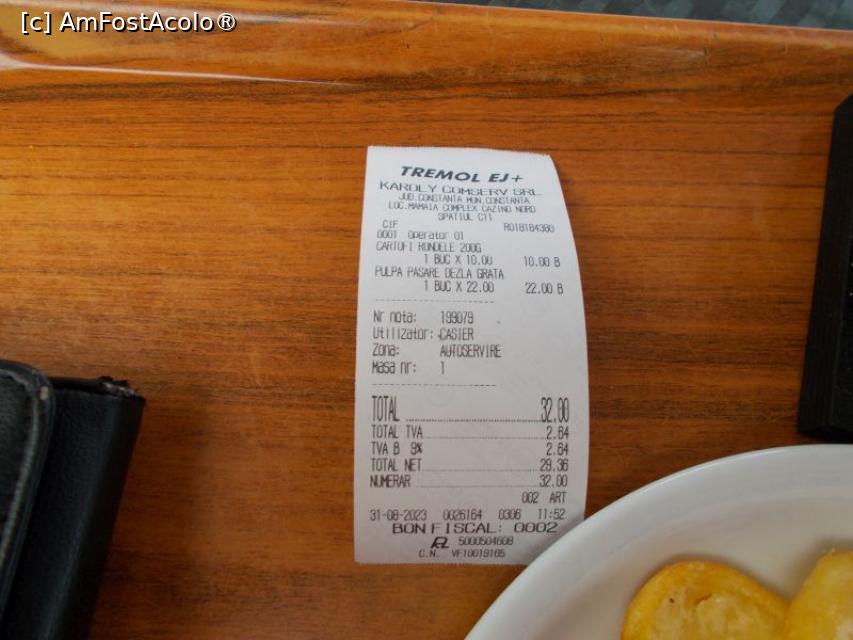 [c] AmFostAcolo®
TREMOL EJ+
KAROLY COMSERV SRL
JUD.CONSTANTA MUN.CONSTANTA
LOC.MAMAIA COMPLEX CAZINO NORD
SPATIUL C11
CIF RO18184380
0001 Operator 01
CARTOFI RONDELE 200G
1 BUC X 10.00 10.00 B
PULPA PASARE DEZLA GRATA
1 BUC X 22.00 22.00 B
Nr nota: 199079
Utilizator: CASIER
Zona: AUTOSERVIRE
Masa nr: 1
TOTAL 32.00
TOTAL TVA 2.64
TVA B 9% 2.64
TOTAL NET 29.36
NUMERAR 32.00
002 ART
31-08-2023 0026164 0306 11:52
BON FISCAL: 0002
5000504608
C.N. VF10019165